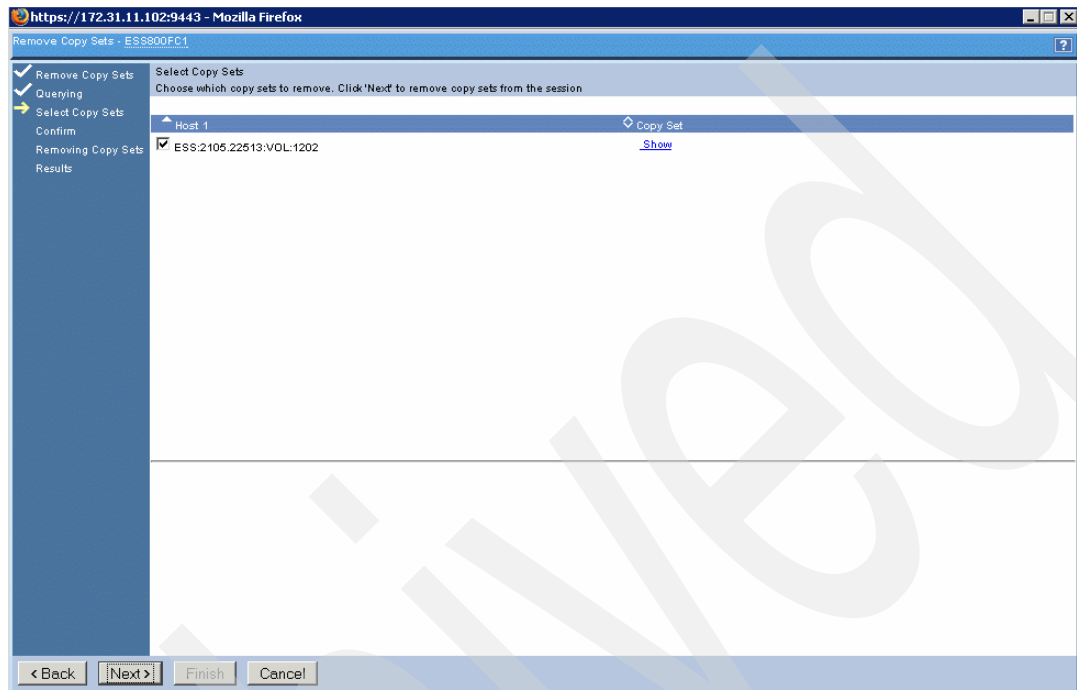 https://172.31.11.102:9443 - Mozilla Firefox
Remove Copy Sets - ESS800FC1
?
Remove Copy Sets
Querying
Select Copy Sets
Confirm
Removing Copy Sets
Results
Select Copy Sets
Choose which copy sets to remove. Click 'Next' to remove copy sets from the session
Host 1
Copy Set
ESS:2105.22513:VOL:1202
Show
< Back
Next >
Finish
Cancel
ived